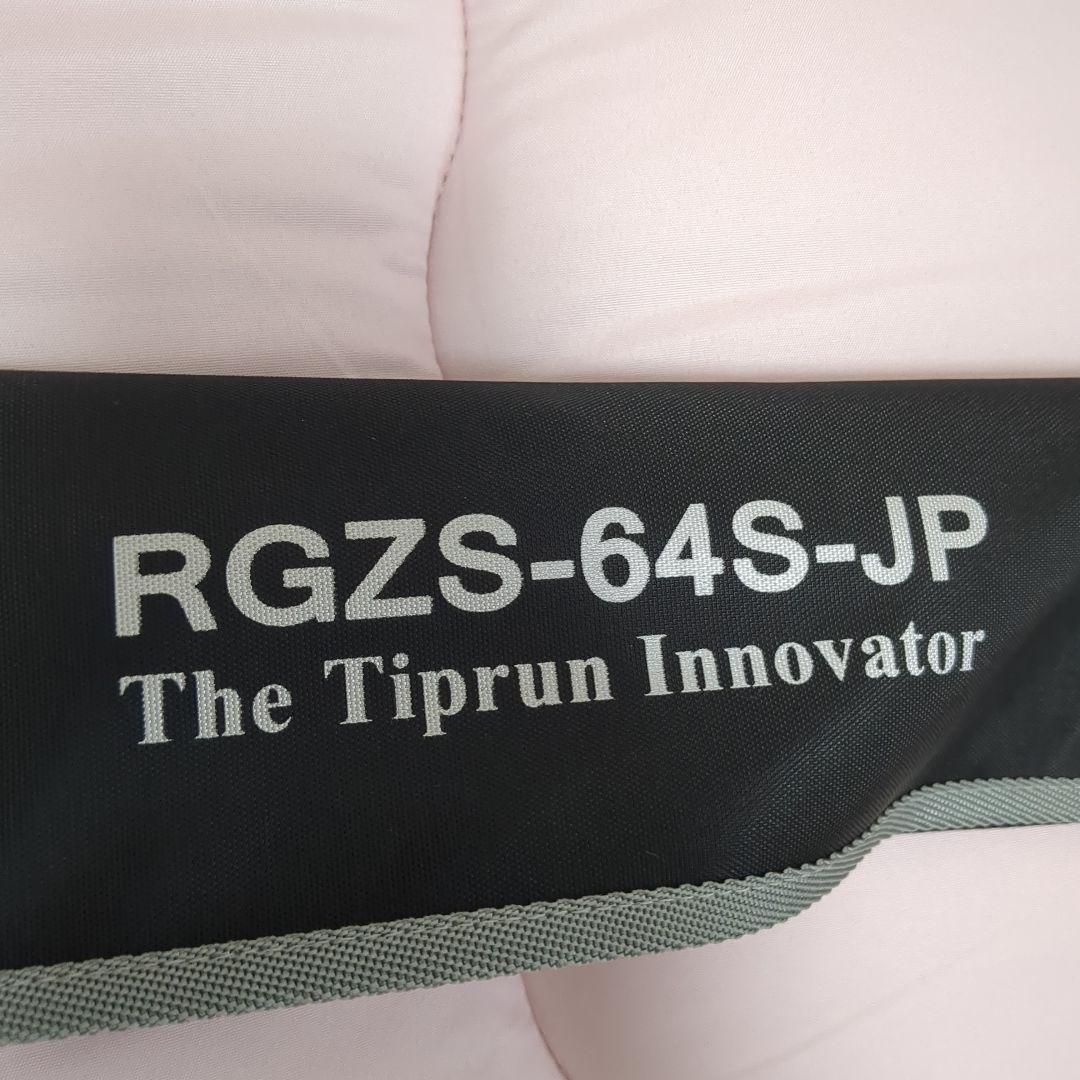 RGZS-64S-JP
The Tiprun Innovator